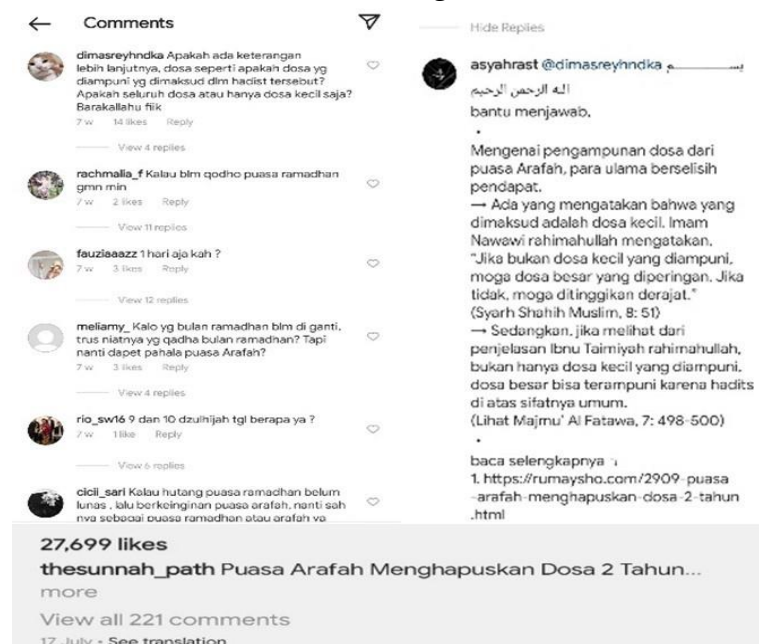 Comments
dimasreyhndka Apakah ada keterangan
lebih lanjutnya, dosa seperti apakah dosa yg
diampuni yg dimaksud dlm hadist tersebut?
Apakah seluruh dosa atau hanya dosa kecil saja?
Barakallahu fiik
7 w 14 likes Reply
View 4 replies
rachmalia_f Kalau blm qodho puasa ramadhan
gmn min
7 w 2 likes Reply
View 11 replies
fauziaaazz 1 hari aja kah ?
7 w 3 likes Reply
View 12 replies
meliamy_ Kalo yg bulan ramadhan blm di ganti,
trus niatnya yg qadha bulan ramadhan? Tapi
nanti dapet pahala puasa Arafah?
7 w 3 likes Reply
View 4 replies
rio_sw16 9 dan 10 dzulhijah tgl berapa ya ?
7 w 1 like Reply
View 6 replies
cicii_sari Kalau hutang puasa ramadhan belum
lunas , lalu berkeinginan puasa arafah, nanti sah
nya sebagai puasa ramadhan atau arafah ya
Hide Replies
asyahrast @dimasreyhndka بـــــــسم
الله الرحمن الرحيم
bantu menjawab,
•
Mengenai pengampunan dosa dari
puasa Arafah, para ulama berselisih
pendapat.
→ Ada yang mengatakan bahwa yang
dimaksud adalah dosa kecil. Imam
Nawawi rahimahullah mengatakan,
"Jika bukan dosa kecil yang diampuni,
moga dosa besar yang diperingan. Jika
tidak, moga ditinggikan derajat."
(Syarh Shahih Muslim, 8: 51)
→ Sedangkan, jika melihat dari
penjelasan Ibnu Taimiyah rahimahullah,
bukan hanya dosa kecil yang diampuni,
dosa besar bisa terampuni karena hadits
di atas sifatnya umum.
(Lihat Majmu' Al Fatawa, 7: 498-500)
•
baca selengkapnya
1. https://rumaysho.com/2909-puasa
-arafah-menghapuskan-dosa-2-tahun
.html
27,699 likes
thesunnah_path Puasa Arafah Menghapuskan Dosa 2 Tahun...
more
View all 221 comments
17 July • See translation